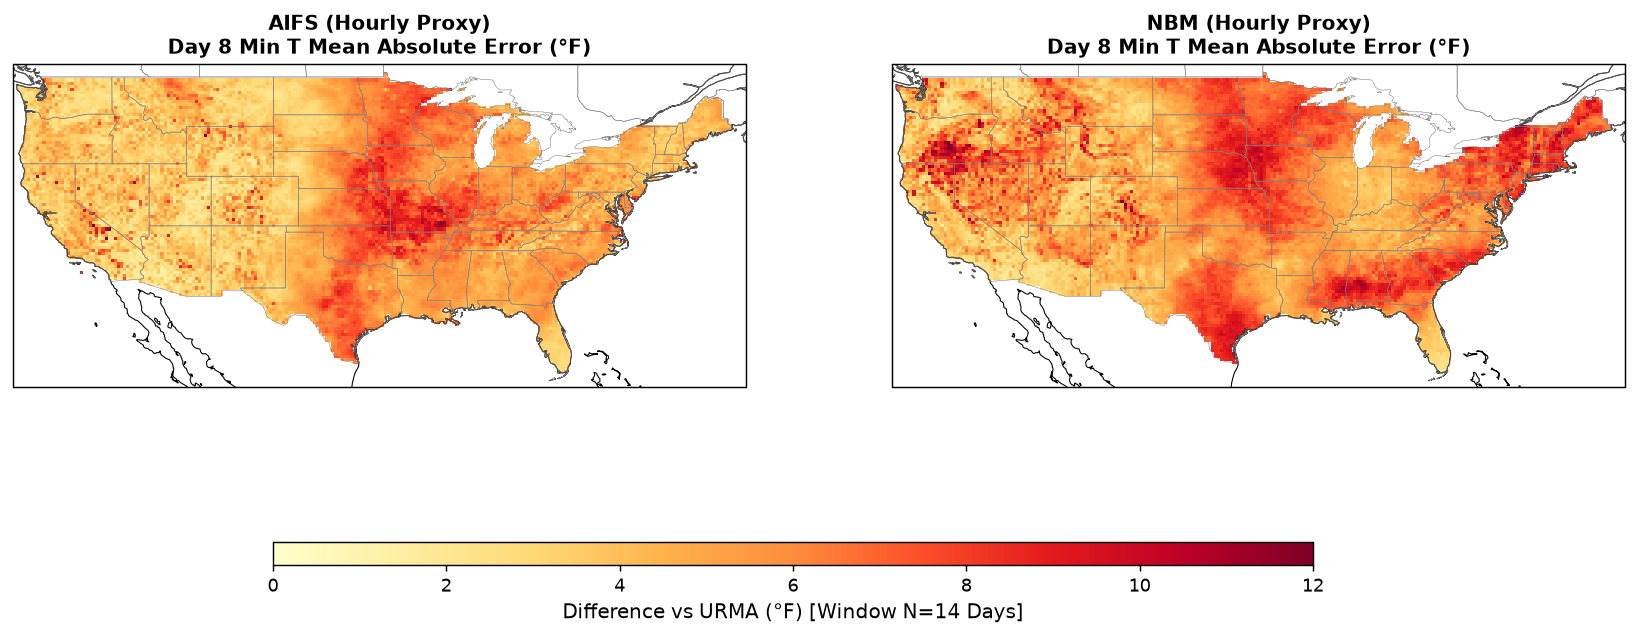 AIFS (Hourly Proxy)
Day 8 Min T Mean Absolute Error (°F)
NBM (Hourly Proxy)
Day 8 Min T Mean Absolute Error (°F)
0 2 4 6 8 10 12
Difference vs URMA (°F) [Window N=14 Days]